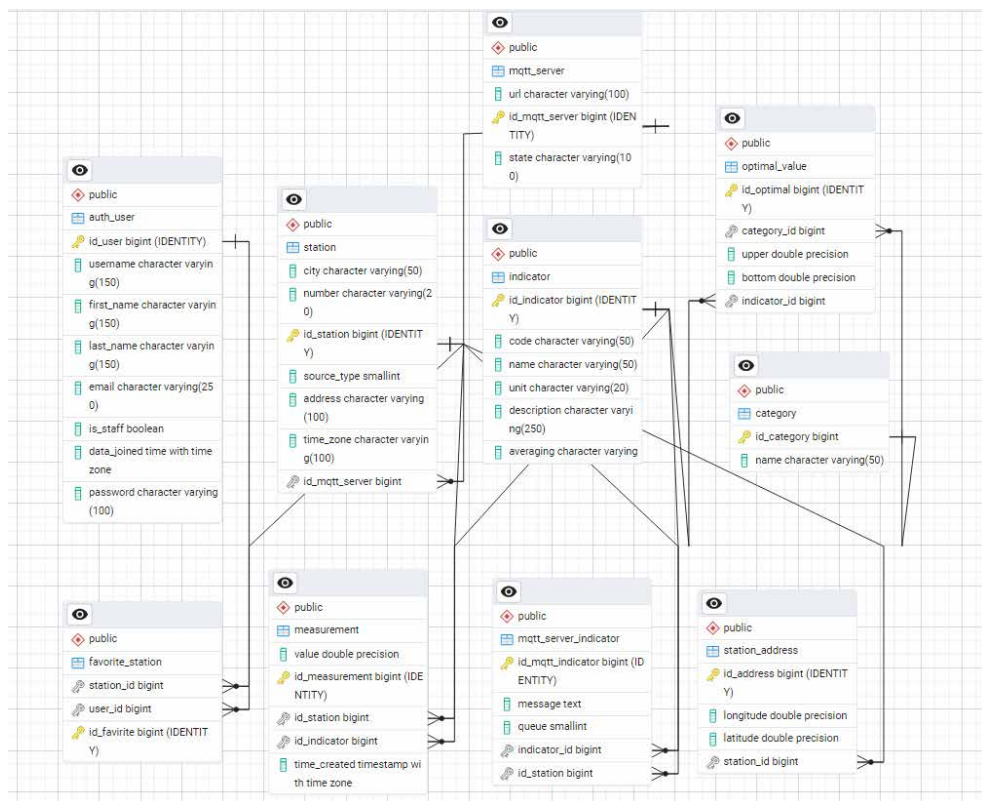 public
mqtt_server
url character varying(100)
id_mqtt_server bigint (IDEN
TITY)
state character varying(10
0)
public
optimal_value
id_optimal bigint (IDENTIT
Y)
category_id bigint
upper double precision
bottom double precision
indicator_id bigint
public
auth_user
id_user bigint (IDENTITY)
username character varyin
g(150)
first_name character varyin
g(150)
last_name character varyin
g(150)
email character varying(25
0)
is_staff boolean
data_joined time with time
zone
password character varying
(100)
public
station
city character varying(50)
number character varying(2
0)
id_station bigint (IDENTIT
Y)
source_type smallint
address character varying
(100)
time_zone character varyin
g(100)
id_mqtt_server bigint
public
indicator
id_indicator bigint (IDENTIT
Y)
code character varying(50)
name character varying(50)
unit character varying(20)
description character varyi
ng(250)
averaging character varying
public
category
id_category bigint
name character varying(50)
public
favorite_station
station_id bigint
user_id bigint
id_favirite bigint (IDENTIT
Y)
public
measurement
value double precision
id_measurement bigint (IDE
NTITY)
id_station bigint
id_indicator bigint
time_created timestamp wi
th time zone
public
mqtt_server_indicator
id_mqtt_indicator bigint (ID
ENTITY)
message text
queue smallint
indicator_id bigint
id_station bigint
public
station_address
id_address bigint (IDENTIT
Y)
longitude double precision
latitude double precision
station_id bigint